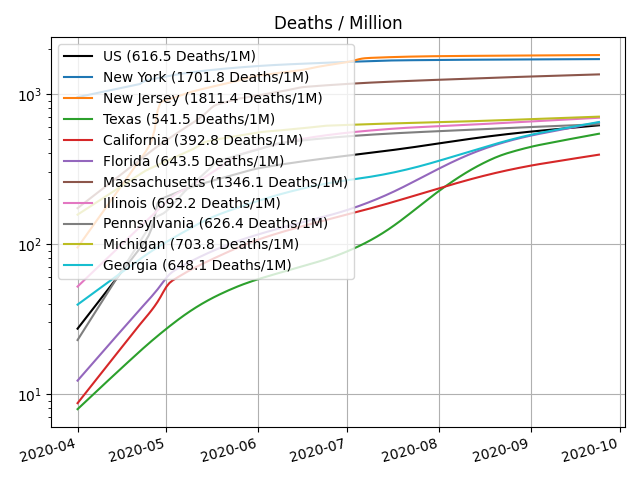 Deaths / Million
US (616.5 Deaths/1M)
New York (1701.8 Deaths/1M)
New Jersey (1811.4 Deaths/1M)
Texas (541.5 Deaths/1M)
California (392.8 Deaths/1M)
Florida (643.5 Deaths/1M)
Massachusetts (1346.1 Deaths/1M)
Illinois (692.2 Deaths/1M)
Pennsylvania (626.4 Deaths/1M)
Michigan (703.8 Deaths/1M)
Georgia (648.1 Deaths/1M)
10³
10²
10¹
2020-04 2020-05 2020-06 2020-07 2020-08 2020-09 2020-10